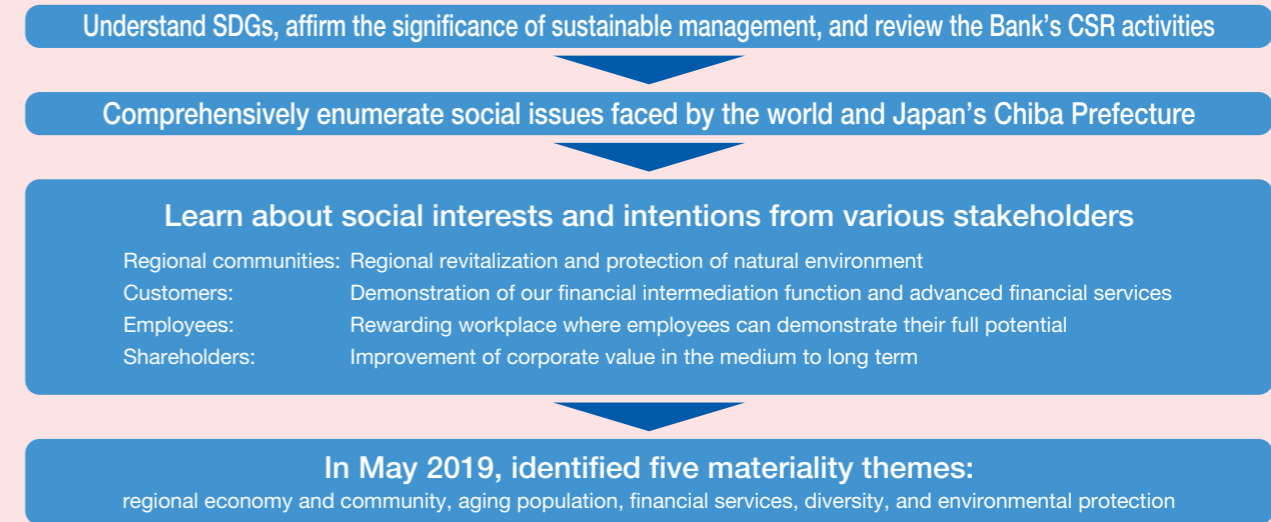 Understand SDGs, affirm the significance of sustainable management, and review the Bank's CSR activities
Comprehensively enumerate social issues faced by the world and Japan's Chiba Prefecture
Learn about social interests and intentions from various stakeholders
Regional communities: Regional revitalization and protection of natural environment
Customers: Demonstration of our financial intermediation function and advanced financial services
Employees: Rewarding workplace where employees can demonstrate their full potential
Shareholders: Improvement of corporate value in the medium to long term
In May 2019, identified five materiality themes:
regional economy and community, aging population, financial services, diversity, and environmental protection